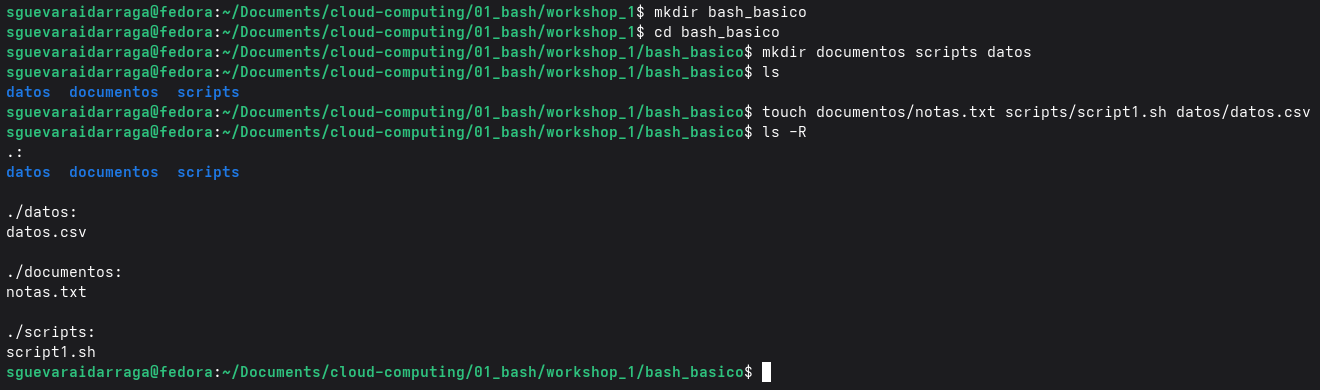 sguevaraidarraga@fedora:~/Documents/cloud-computing/01_bash/workshop_1$ mkdir bash_basico
sguevaraidarraga@fedora:~/Documents/cloud-computing/01_bash/workshop_1$ cd bash_basico
sguevaraidarraga@fedora:~/Documents/cloud-computing/01_bash/workshop_1/bash_basico$ mkdir documentos scripts datos
sguevaraidarraga@fedora:~/Documents/cloud-computing/01_bash/workshop_1/bash_basico$ ls
datos  documentos  scripts
sguevaraidarraga@fedora:~/Documents/cloud-computing/01_bash/workshop_1/bash_basico$ touch documentos/notas.txt scripts/script1.sh datos/datos.csv
sguevaraidarraga@fedora:~/Documents/cloud-computing/01_bash/workshop_1/bash_basico$ ls -R
.:
datos  documentos  scripts

./datos:
datos.csv

./documentos:
notas.txt

./scripts:
script1.sh
sguevaraidarraga@fedora:~/Documents/cloud-computing/01_bash/workshop_1/bash_basico$